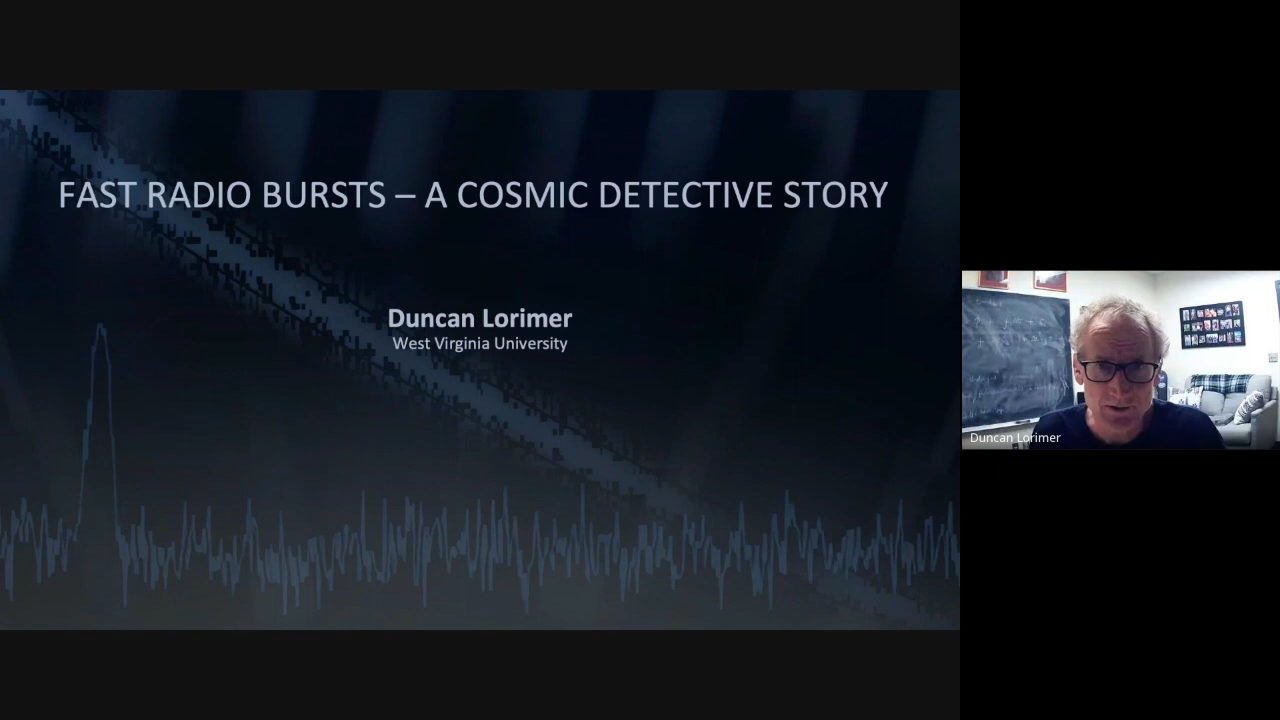 FAST RADIO BURSTS – A COSMIC DETECTIVE STORY
Duncan Lorimer
West Virginia University
Duncan Lorimer